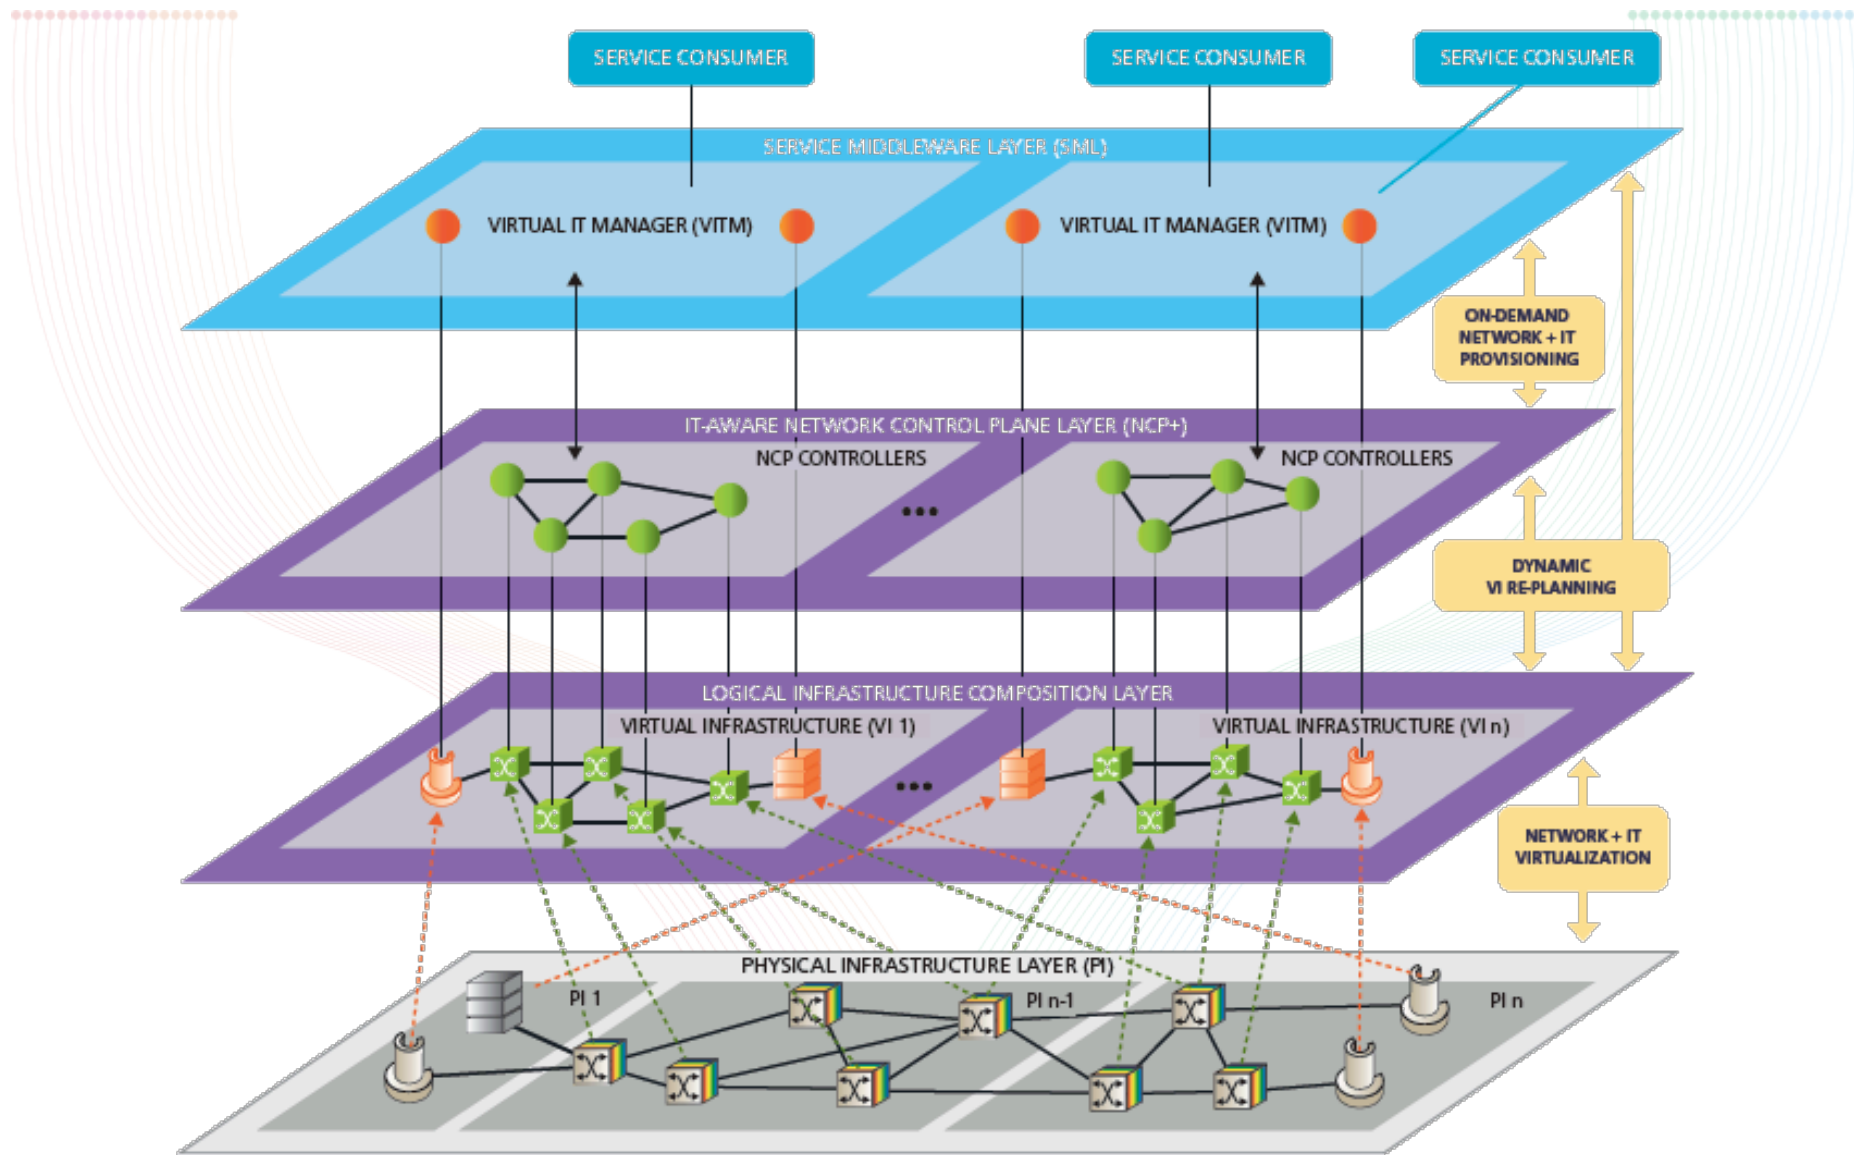 SERVICE CONSUMER
SERVICE CONSUMER
SERVICE CONSUMER
SERVICE MIDDLEWARE LAYER (SML)
VIRTUAL IT MANAGER (VITM)
VIRTUAL IT MANAGER (VITM)
ON-DEMAND
NETWORK + IT
PROVISIONING
IT-AWARE NETWORK CONTROL PLANE LAYER (NCP+)
NCP CONTROLLERS
NCP CONTROLLERS
•••
DYNAMIC
VI RE-PLANNING
LOGICAL INFRASTRUCTURE COMPOSITION LAYER
VIRTUAL INFRASTRUCTURE (VI 1)
VIRTUAL INFRASTRUCTURE (VI n)
•••
NETWORK + IT
VIRTUALIZATION
PHYSICAL INFRASTRUCTURE LAYER (PI)
PI 1
PI n-1
PI n